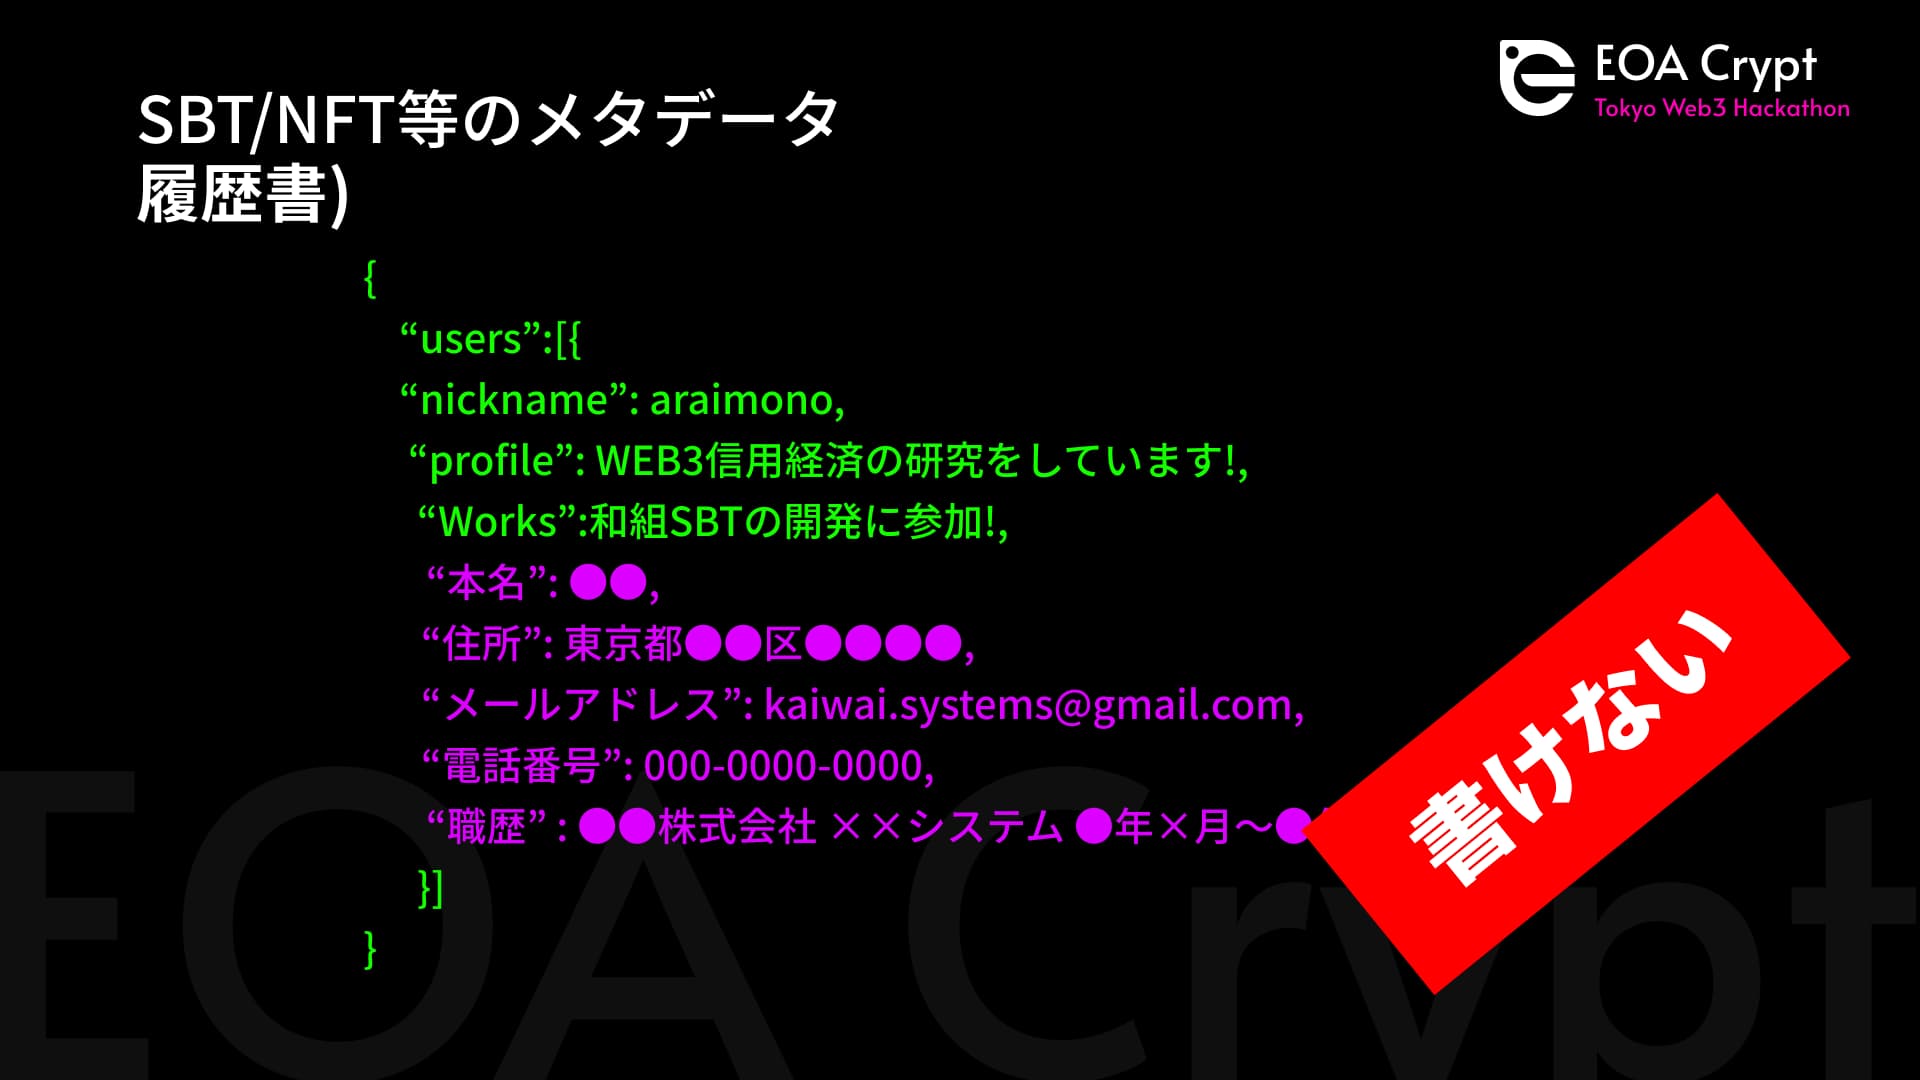 EOA Crypt
Tokyo Web3 Hackathon
SBT/NFT等のメタデータ
履歴書)
{
“users”:[{
“nickname”: araimono,
“profile”: WEB3信用経済の研究をしています!,
“Works”:和組SBTの開発に参加!,
“本名”: ●●,
“住所”: 東京都●●区●●●●,
“メールアドレス”: kaiwai.systems@gmail.com,
“電話番号”: 000-0000-0000,
“職歴” : ●●株式会社 ××システム ●年×月～●
}]
}
書けない
EOA Crypt